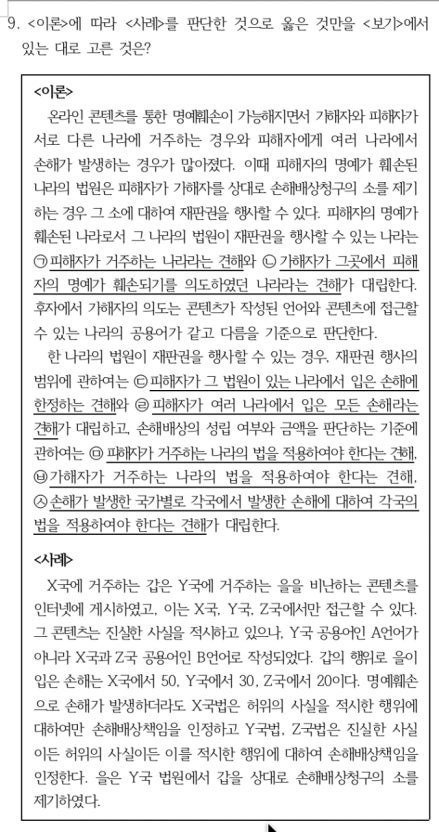 9. <이론>에 따라 <사례>를 판단한 것으로 옳은 것만을 <보기>에서
있는 대로 고른 것은?
<이론>
온라인 콘텐츠를 통한 명예훼손이 가능해지면서 가해자와 피해자가
서로 다른 나라에 거주하는 경우와 피해자에게 여러 나라에서
손해가 발생하는 경우가 많아졌다. 이때 피해자의 명예가 훼손된
나라의 법원은 피해자가 가해자를 상대로 손해배상청구의 소를 제기
하는 경우 그 소에 대하여 재판권을 행사할 수 있다. 피해자의 명예가
훼손된 나라로서 그 나라의 법원이 재판권을 행사할 수 있는 나라는
㉠피해자가 거주하는 나라라는 견해와 ㉡가해자가 그곳에서 피해
자의 명예가 훼손되기를 의도하였던 나라라는 견해가 대립한다.
후자에서 가해자의 의도는 콘텐츠가 작성된 언어와 콘텐츠에 접근할
수 있는 나라의 공용어가 같고 다름을 기준으로 판단한다.
한 나라의 법원이 재판권을 행사할 수 있는 경우, 재판권 행사의
범위에 관하여는 ㉢피해자가 그 법원이 있는 나라에서 입은 손해에
한정하는 견해와 ㉣피해자가 여러 나라에서 입은 모든 손해라는
견해가 대립하고, 손해배상의 성립 여부와 금액을 판단하는 기준에
관하여는 ㉤피해자가 거주하는 나라의 법을 적용하여야 한다는 견해,
㉥가해자가 거주하는 나라의 법을 적용하여야 한다는 견해,
㉦손해가 발생한 국가별로 각국에서 발생한 손해에 대하여 각국의
법을 적용하여야 한다는 견해가 대립한다.
<사례>
X국에 거주하는 갑은 Y국에 거주하는 을을 비난하는 콘텐츠를
인터넷에 게시하였고, 이는 X국, Y국, Z국에서만 접근할 수 있다.
그 콘텐츠는 진실한 사실을 적시하고 있으나, Y국 공용어인 A언어가
아니라 X국과 Z국 공용어인 B언어로 작성되었다. 갑의 행위로 을이
입은 손해는 X국에서 50, Y국에서 30, Z국에서 20이다. 명예훼손
으로 손해가 발생하더라도 X국법은 허위의 사실을 적시한 행위에
대하여만 손해배상책임을 인정하고 Y국법, Z국법은 진실한 사실
이든 허위의 사실이든 이를 적시한 행위에 대하여 손해배상책임을
인정한다. 을은 Y국 법원에서 갑을 상대로 손해배상청구의 소를
제기하였다.